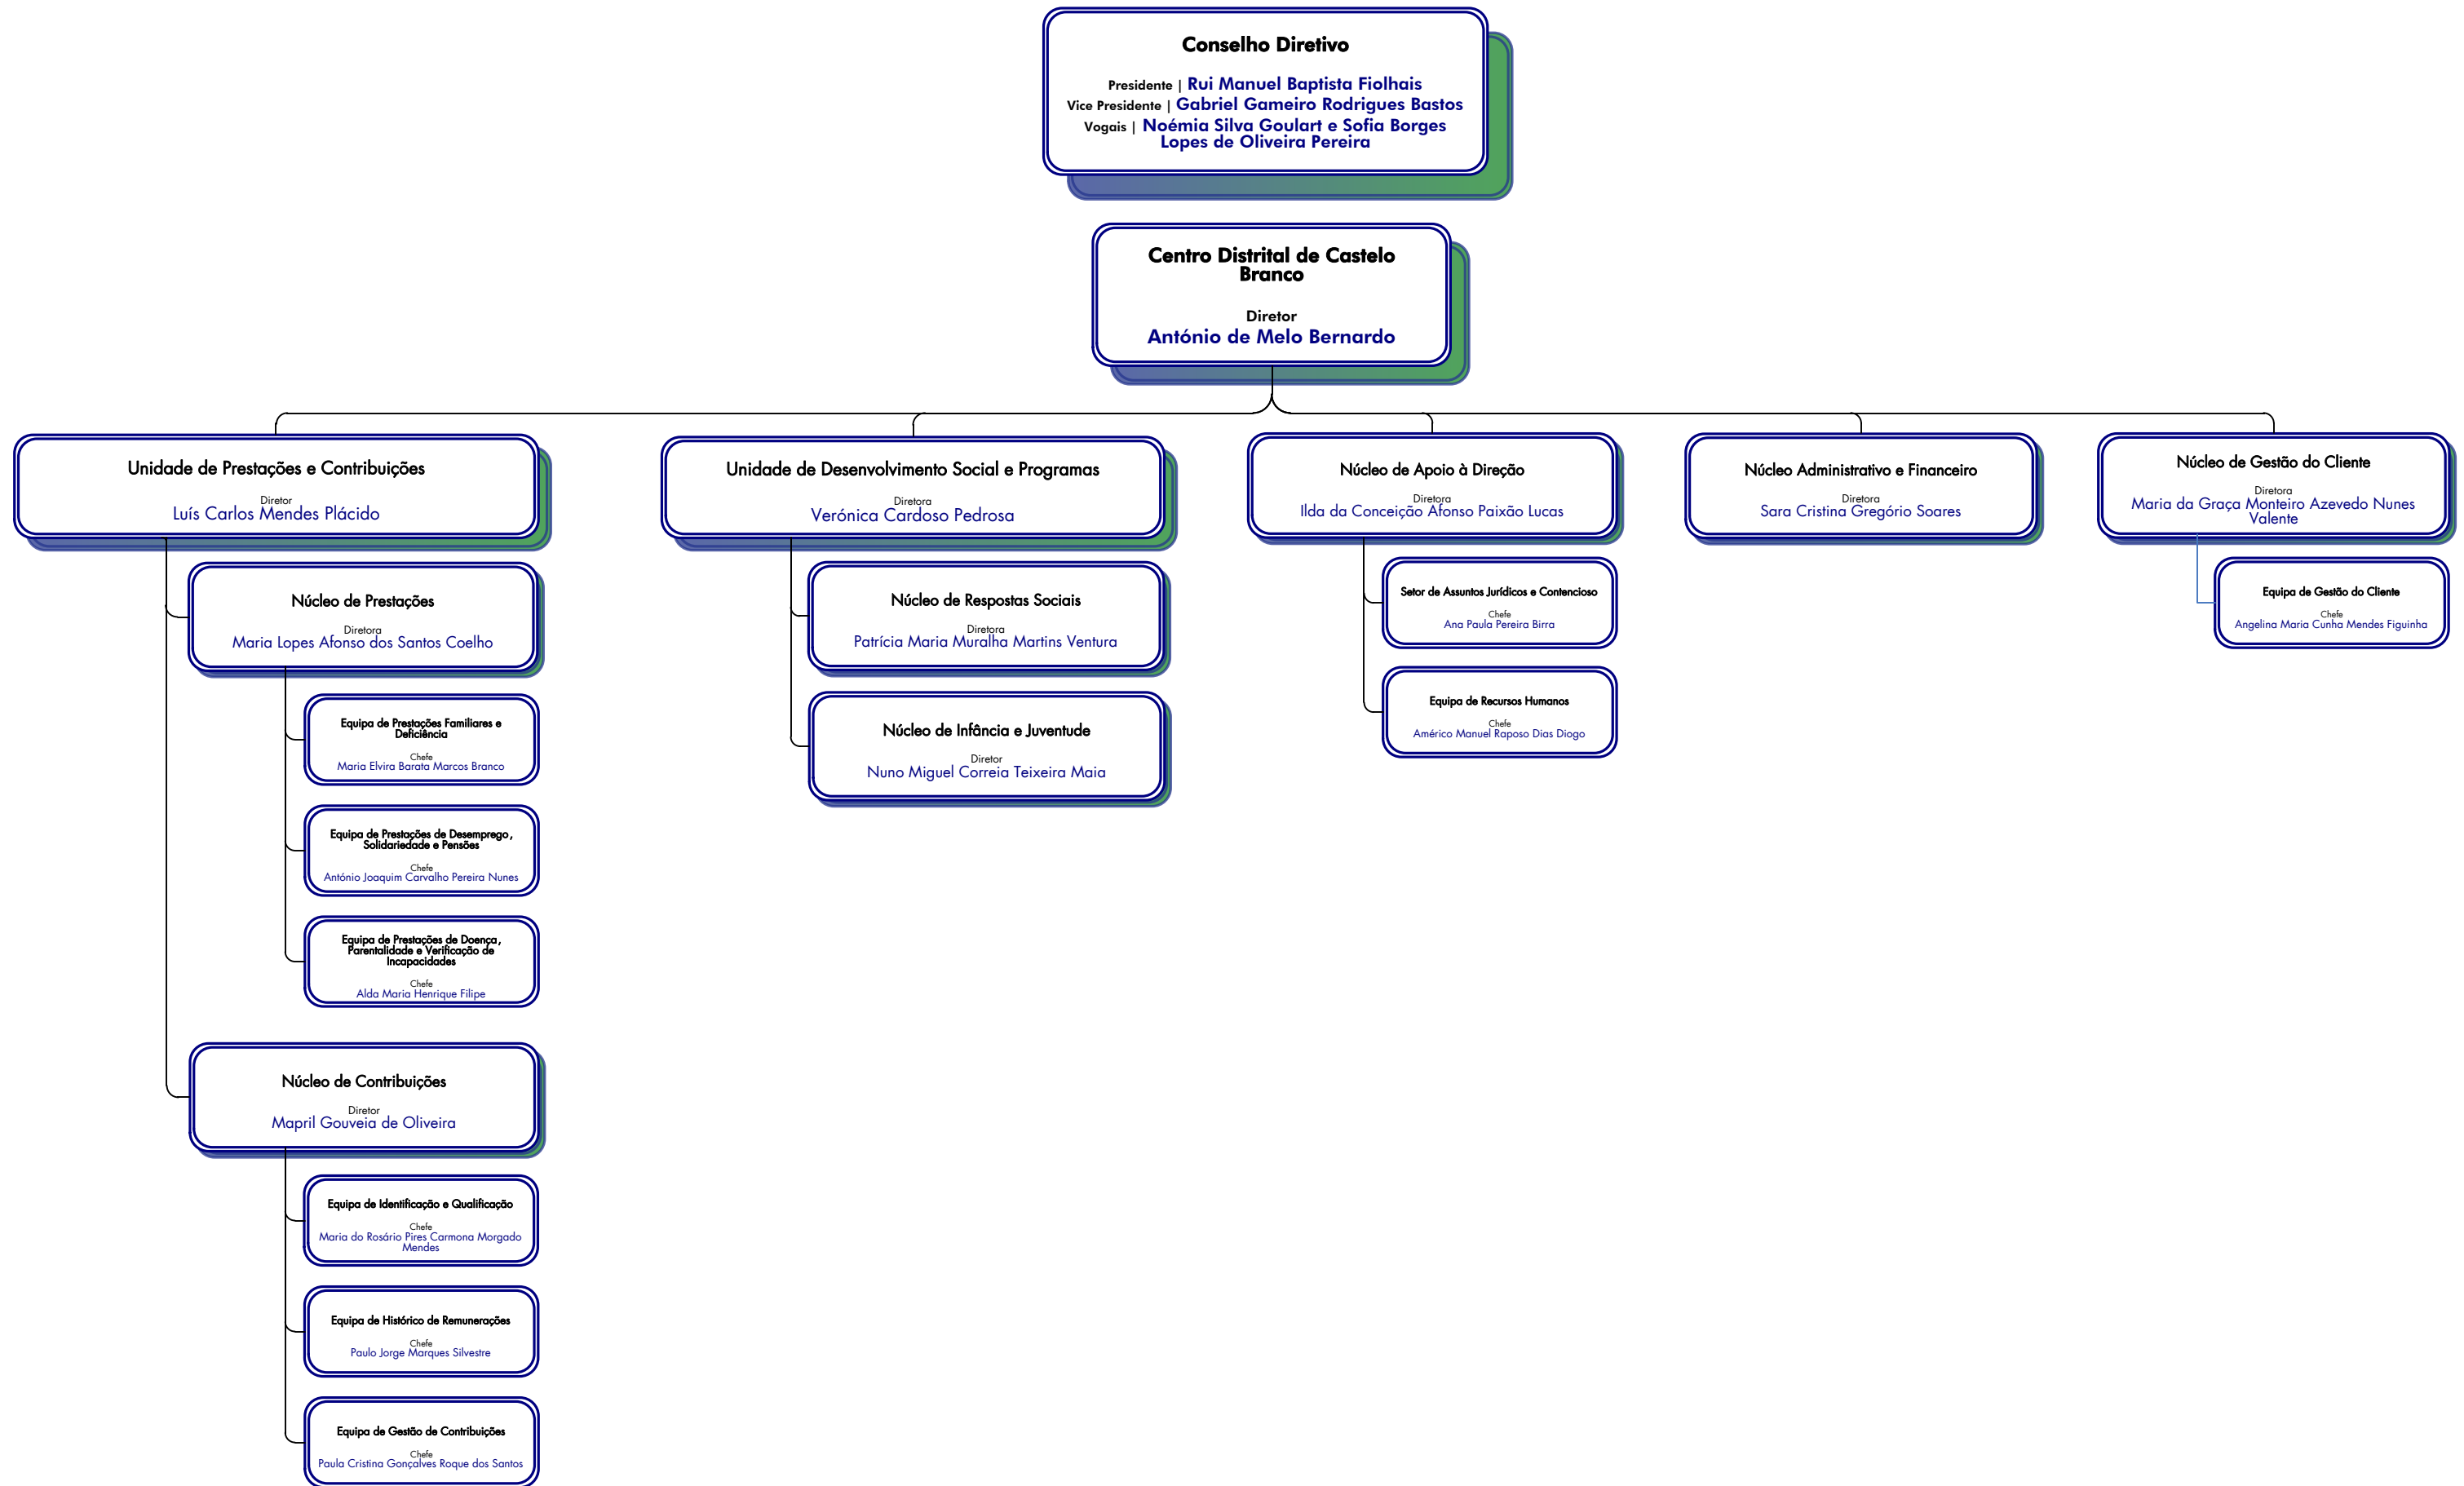 Conselho Diretivo
Presidente | Rui Manuel Baptista Fiolhais
Vice Presidente | Gabriel Gameiro Rodrigues Bastos
Vogais | Noémia Silva Goulart e Sofia Borges
Lopes de Oliveira Pereira
Centro Distrital de Castelo
Branco
Diretor
António de Melo Bernardo
Unidade de Prestações e Contribuições
Diretor
Luís Carlos Mendes Plácido
Núcleo de Prestações
Diretora
Maria Lopes Afonso dos Santos Coelho
Equipa de Prestações Familiares e
Deficiência
Chefe
Maria Elvira Barata Marcos Branco
Equipa de Prestações de Desemprego,
Solidariedade e Pensões
Chefe
António Joaquim Carvalho Pereira Nunes
Equipa de Prestações de Doença,
Parentalidade e Verificação de
Incapacidades
Chefe
Alda Maria Henrique Filipe
Núcleo de Contribuições
Diretor
Mapril Gouveia de Oliveira
Equipa de Identificação e Qualificação
Chefe
Maria do Rosário Pires Carmona Morgado
Mendes
Equipa de Histórico de Remunerações
Chefe
Paulo Jorge Marques Silvestre
Equipa de Gestão de Contribuições
Chefe
Paula Cristina Gonçalves Roque dos Santos
Unidade de Desenvolvimento Social e Programas
Diretora
Verónica Cardoso Pedrosa
Núcleo de Respostas Sociais
Diretora
Patrícia Maria Muralha Martins Ventura
Núcleo de Infância e Juventude
Diretor
Nuno Miguel Correia Teixeira Maia
Núcleo de Apoio à Direção
Diretora
Ilda da Conceição Afonso Paixão Lucas
Setor de Assuntos Jurídicos e Contencioso
Chefe
Ana Paula Pereira Birra
Equipa de Recursos Humanos
Chefe
Américo Manuel Raposo Dias Diogo
Núcleo Administrativo e Financeiro
Diretora
Sara Cristina Gregório Soares
Núcleo de Gestão do Cliente
Diretora
Maria da Graça Monteiro Azevedo Nunes
Valente
Equipa de Gestão do Cliente
Chefe
Angelina Maria Cunha Mendes Figuinha